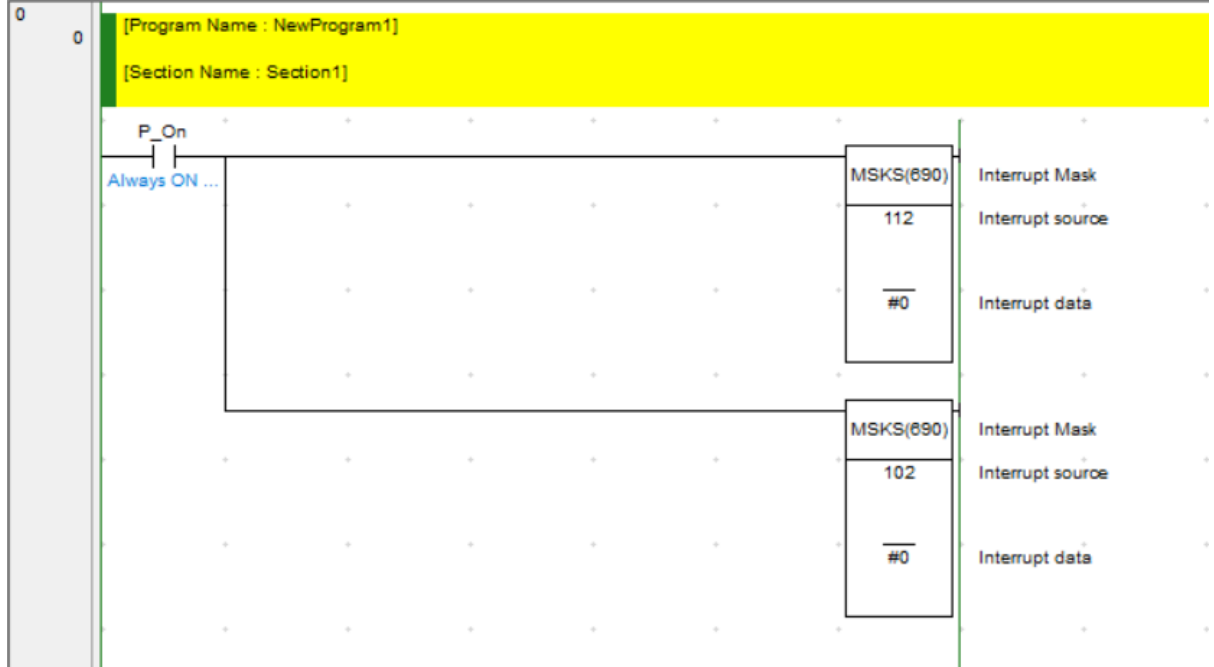 0
0
[Program Name : NewProgram1]
[Section Name : Section1]
P_On
Always ON ...
MSKS(690)
Interrupt Mask
112
Interrupt source
#0
Interrupt data
MSKS(690)
Interrupt Mask
102
Interrupt source
#0
Interrupt data